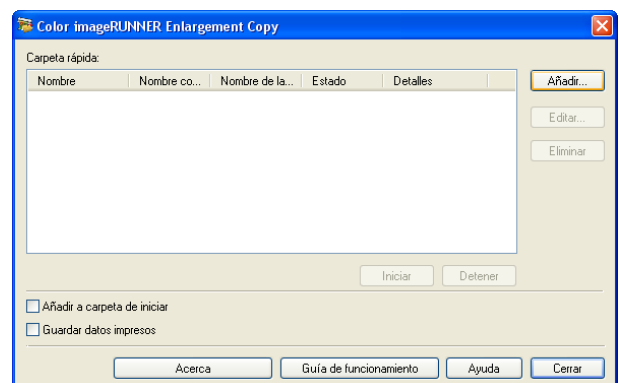 Color imageRUNNER Enlargement Copy
Carpeta rápida:
Nombre Nombre co... Nombre de la... Estado Detalles
Añadir...
Editar...
Eliminar
Iniciar Detener
Añadir a carpeta de iniciar
Guardar datos impresos
Acerca Guía de funcionamiento Ayuda Cerrar